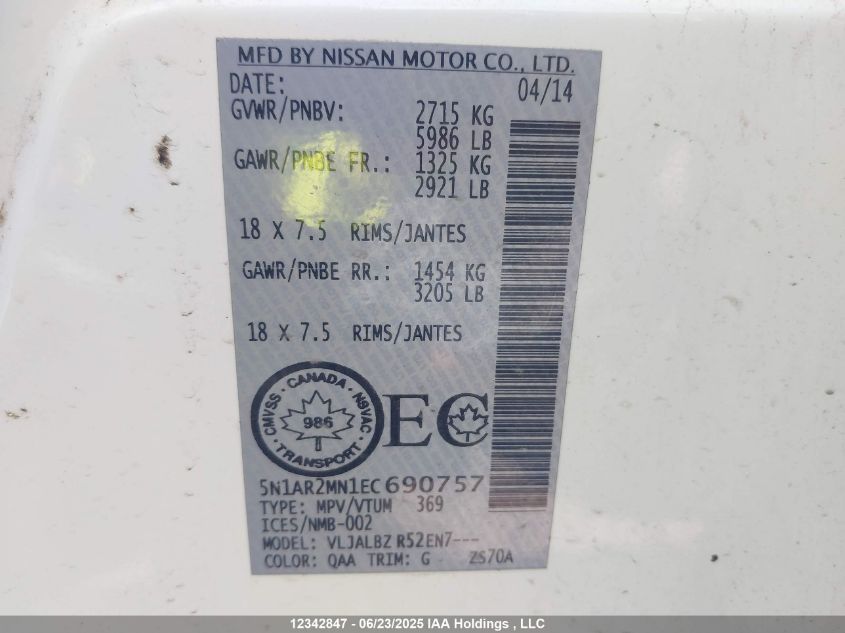 MFD BY NISSAN MOTOR CO., LTD.
DATE: 04/14
GVWR/PNBV: 2715 KG
5986 LB
GAWR/PNBE FR.: 1325 KG
2921 LB
18 X 7.5 RIMS/JANTES
GAWR/PNBE RR.: 1454 KG
3205 LB
18 X 7.5 RIMS/JANTES
CANADA
CMVSS · NSVAC
986
TRANSPORT
EC
5N1AR2MN1EC690757
TYPE: MPV/VTUM 369
ICES/NMB-002
MODEL: VLJALBZ R52EN7---
COLOR: QAA TRIM: G ZS70A
12342847 - 06/23/2025 IAA Holdings , LLC